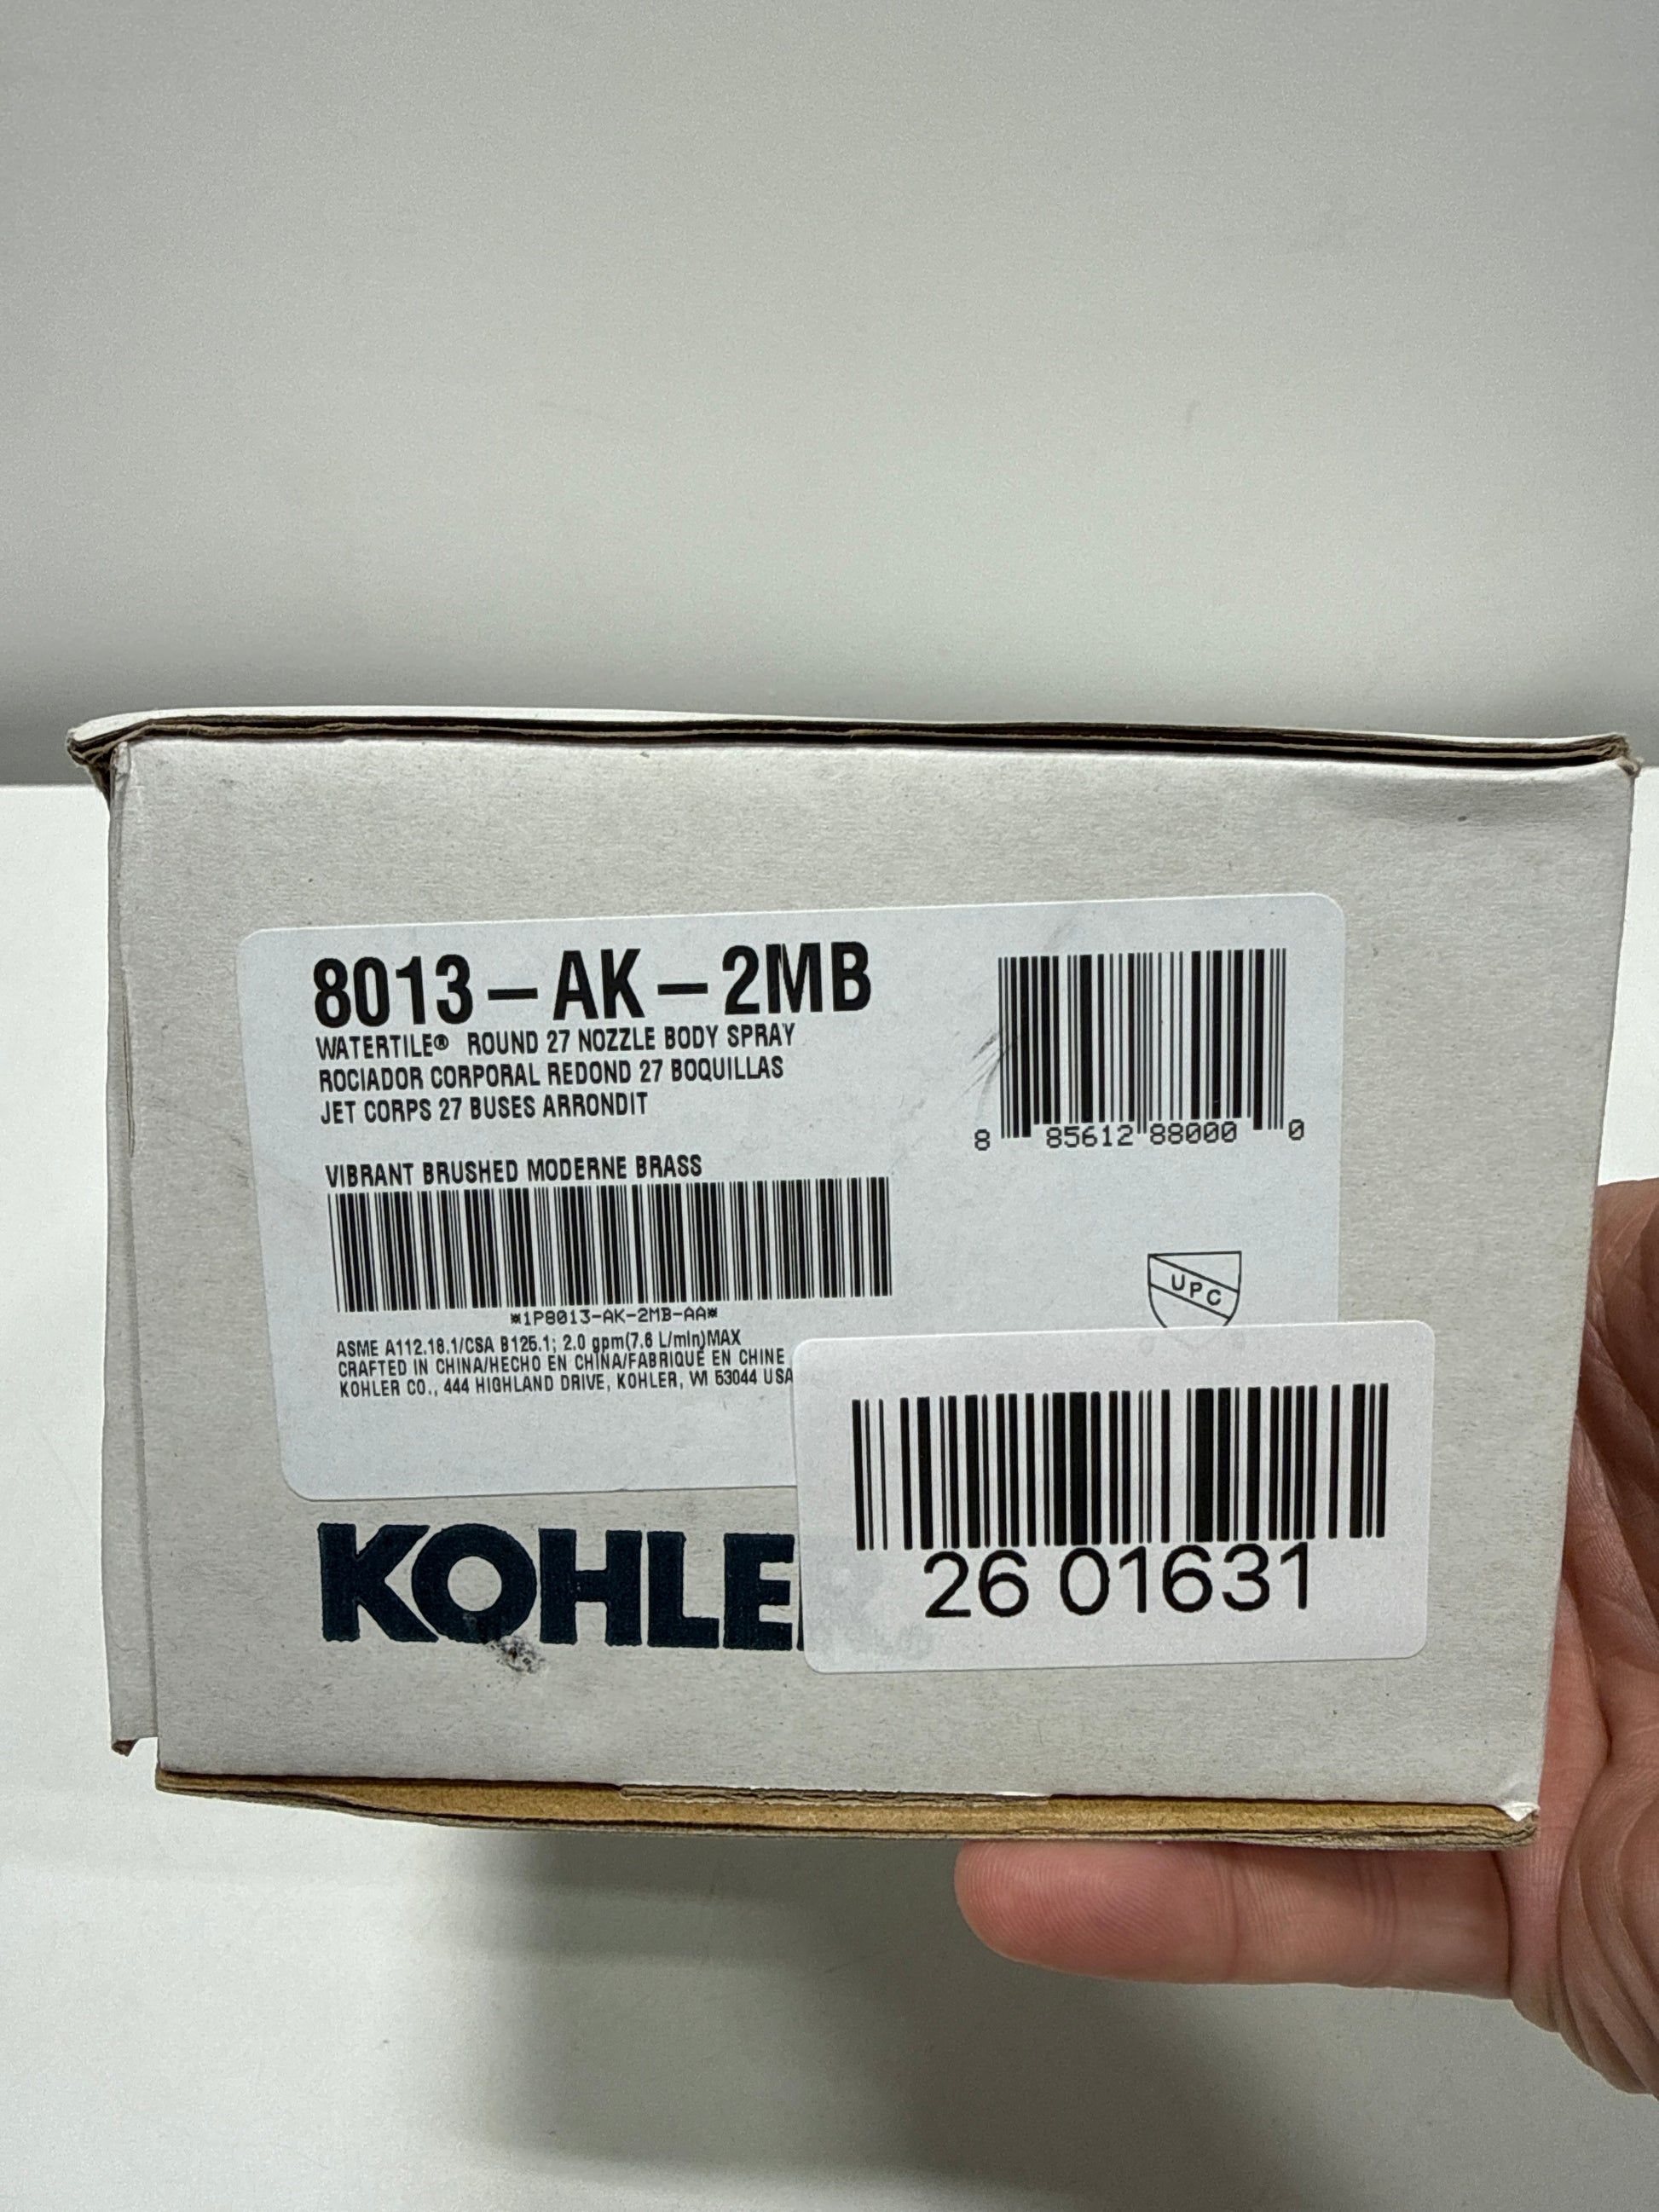 8013-AK-2MB
WATERTILE® ROUND 27 NOZZLE BODY SPRAY
ROCIADOR CORPORAL REDOND 27 BOQUILLAS
JET CORPS 27 BUSES ARRONDIT
VIBRANT BRUSHED MODERNE BRASS
*1P8013-AK-2MB-AA*
ASME A112.18.1/CSA B125.1; 2.0 gpm(7.6 L/min)MAX
CRAFTED IN CHINA/HECHO EN CHINA/FABRIQUÉ EN CHINE
KOHLER CO., 444 HIGHLAND DRIVE, KOHLER, WI 53044 USA
8 85612 88000 0
UPC
KOHLE
26 01631